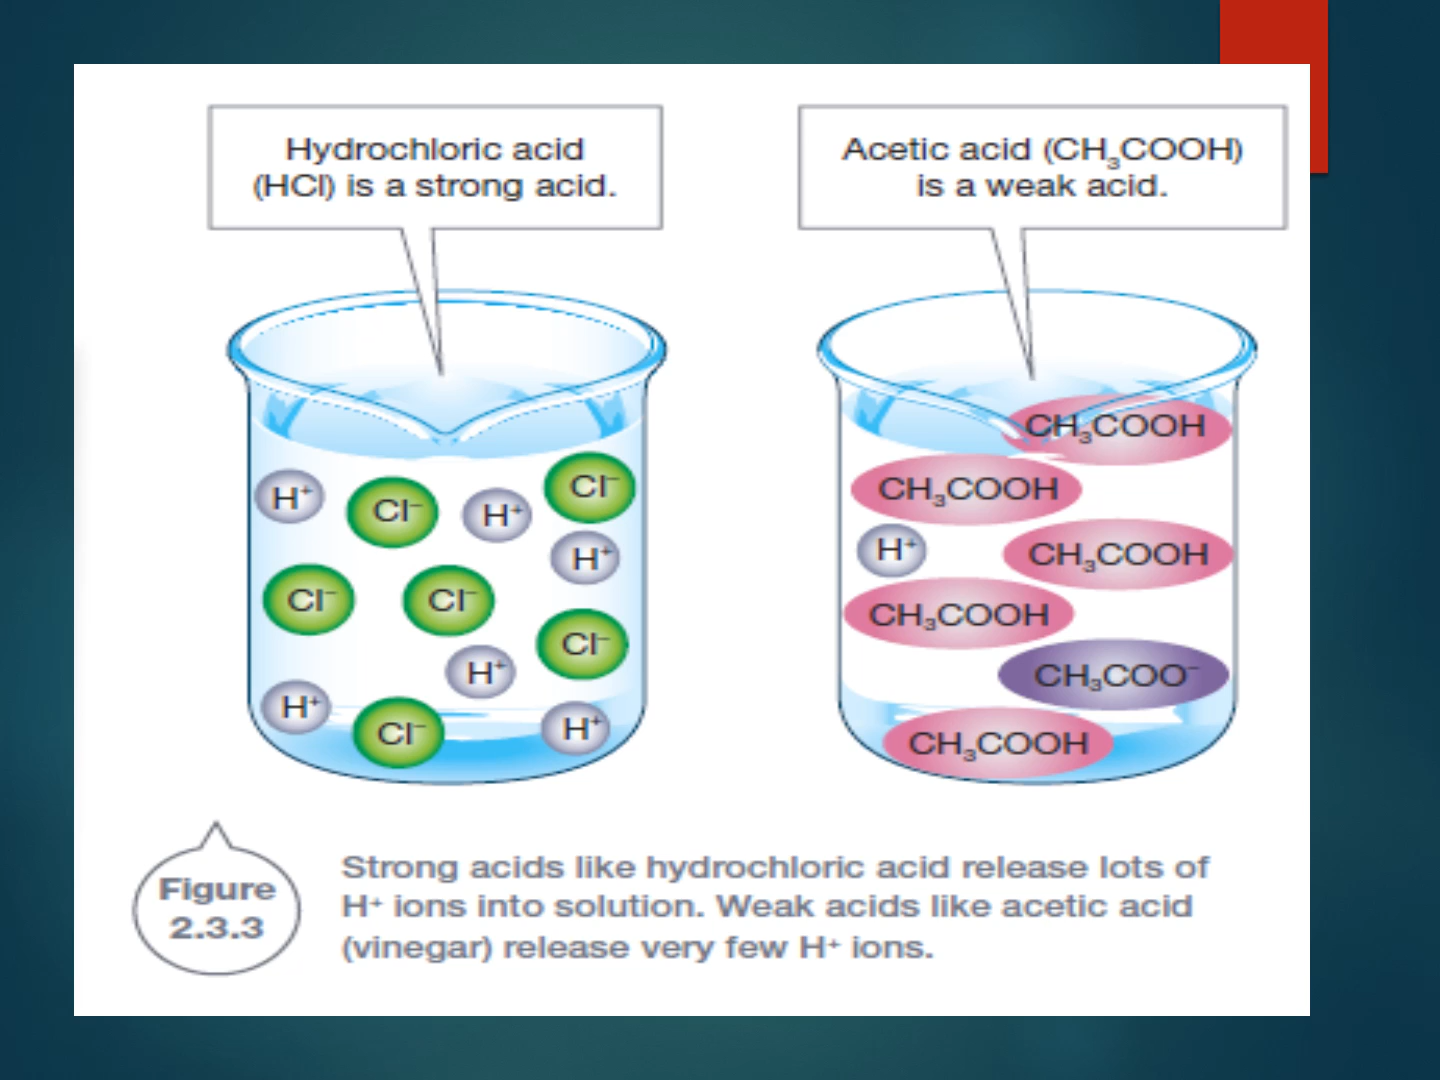 Hydrochloric acid
(HCl) is a strong acid.
Acetic acid (CH₃COOH)
is a weak acid.
H⁺
Cl⁻
H⁺
Cl⁻
H⁺
Cl⁻
Cl⁻
Cl⁻
H⁺
H⁺
Cl⁻
H⁺
CH₃COOH
CH₃COOH
H⁺
CH₃COOH
CH₃COOH
CH₃COO⁻
CH₃COOH
Figure
2.3.3
Strong acids like hydrochloric acid release lots of
H⁺ ions into solution. Weak acids like acetic acid
(vinegar) release very few H⁺ ions.